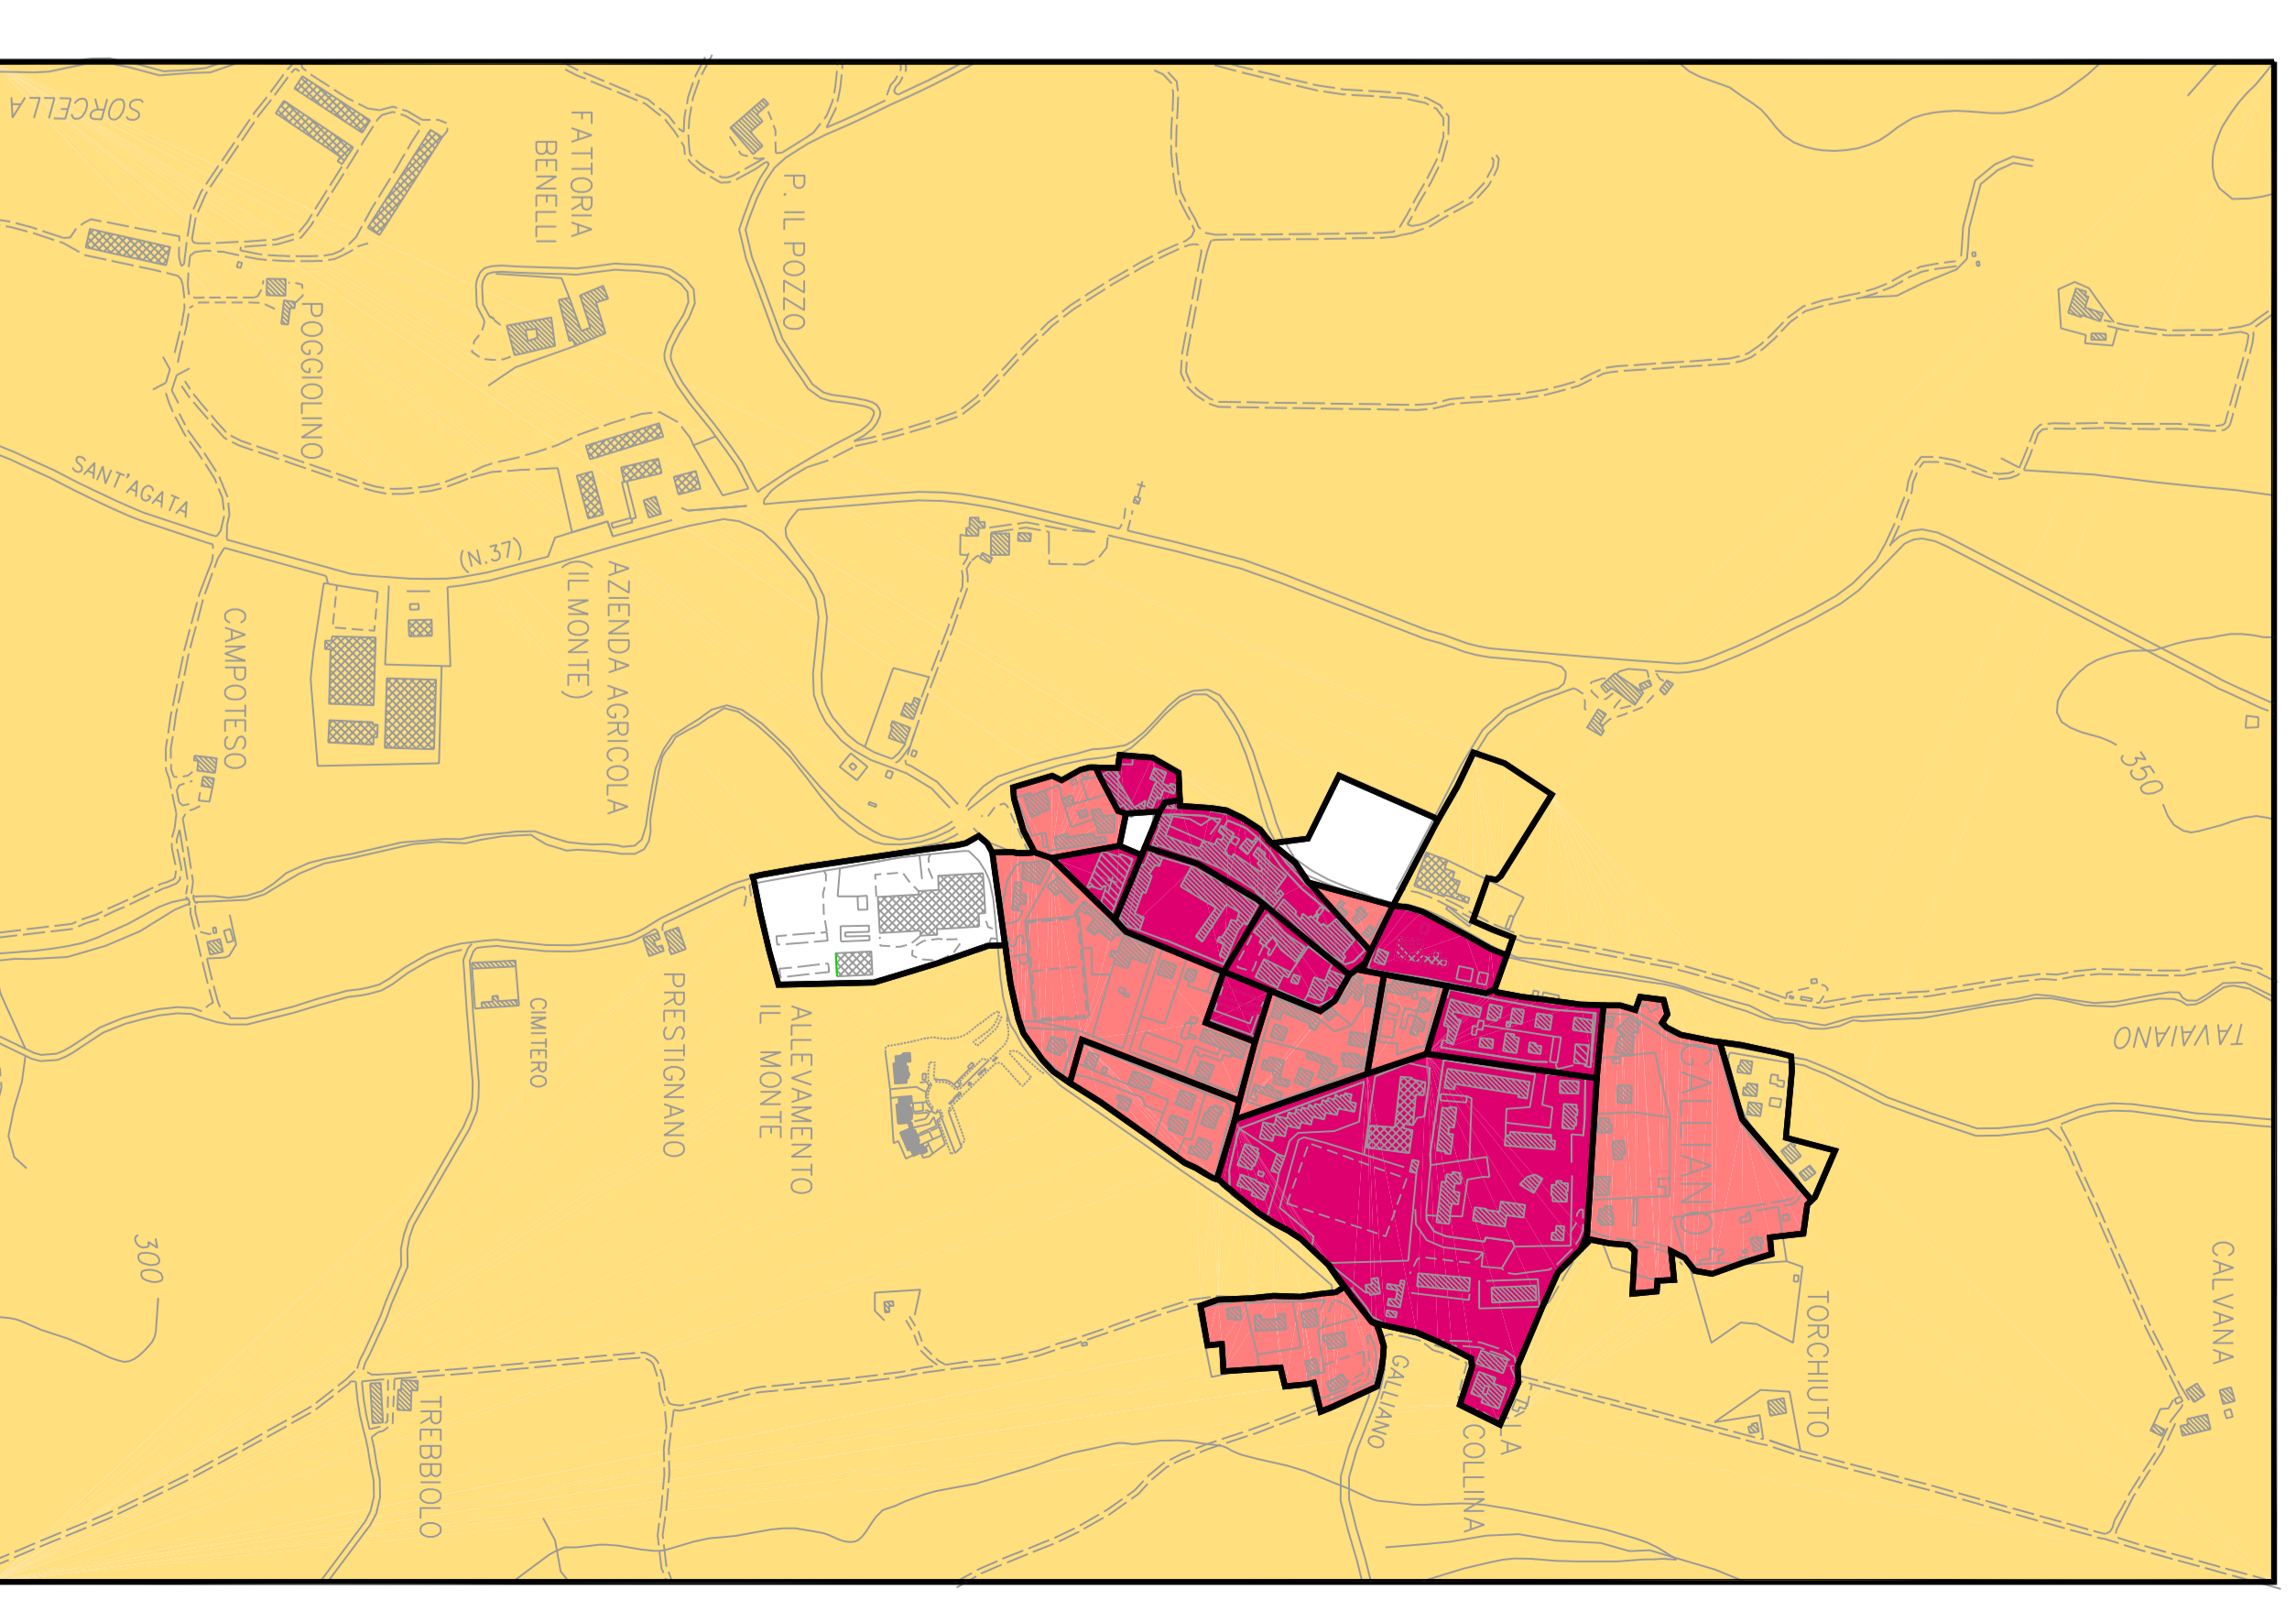 SORCELLA
FATTORIA
BENELLI
P. IL POZZO
POGGIOLINO
SANT'AGATA
(N.37)
AZIENDA AGRICOLA
(IL MONTE)
CAMPOTESO
350
TAVAIANO
GALLIANO
PRESTIGNANO
CIMITERO
ALLEVAMENTO
IL MONTE
300
CALVANA
TORCHIUTO
GALLIANO
COLLINA
TREBBIOLO